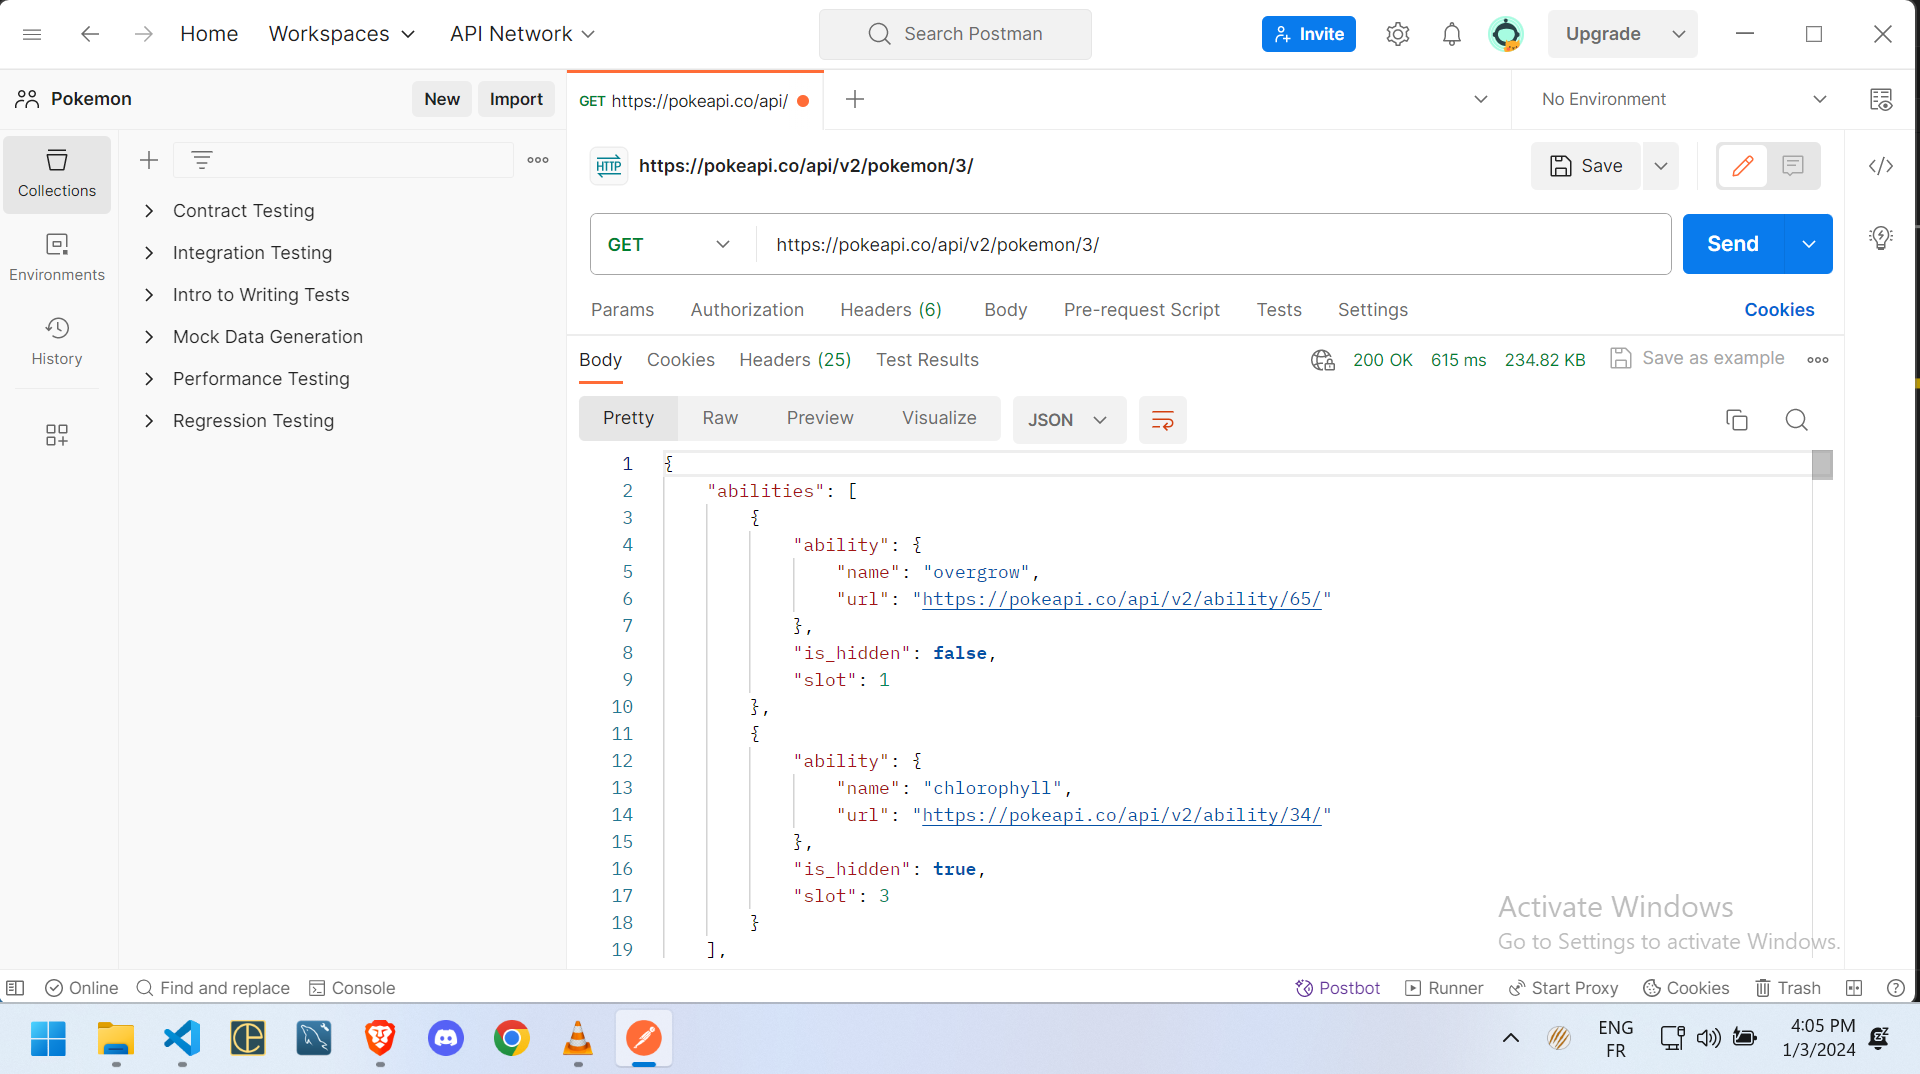 Home Workspaces API Network Search Postman Invite Upgrade
Pokemon New Import GET https://pokeapi.co/api/ No Environment
Collections
Environments
History
Contract Testing
Integration Testing
Intro to Writing Tests
Mock Data Generation
Performance Testing
Regression Testing
HTTP https://pokeapi.co/api/v2/pokemon/3/ Save
GET https://pokeapi.co/api/v2/pokemon/3/ Send
Params Authorization Headers (6) Body Pre-request Script Tests Settings Cookies
Body Cookies Headers (25) Test Results 200 OK 615 ms 234.82 KB Save as example
Pretty Raw Preview Visualize JSON
1 {
2 "abilities": [
3 {
4 "ability": {
5 "name": "overgrow",
6 "url": "https://pokeapi.co/api/v2/ability/65/"
7 },
8 "is_hidden": false,
9 "slot": 1
10 },
11 {
12 "ability": {
13 "name": "chlorophyll",
14 "url": "https://pokeapi.co/api/v2/ability/34/"
15 },
16 "is_hidden": true,
17 "slot": 3
18 }
19 ],
Activate Windows
Go to Settings to activate Windows.
Online Find and replace Console Postbot Runner Start Proxy Cookies Trash
ENG
FR
4:05 PM
1/3/2024